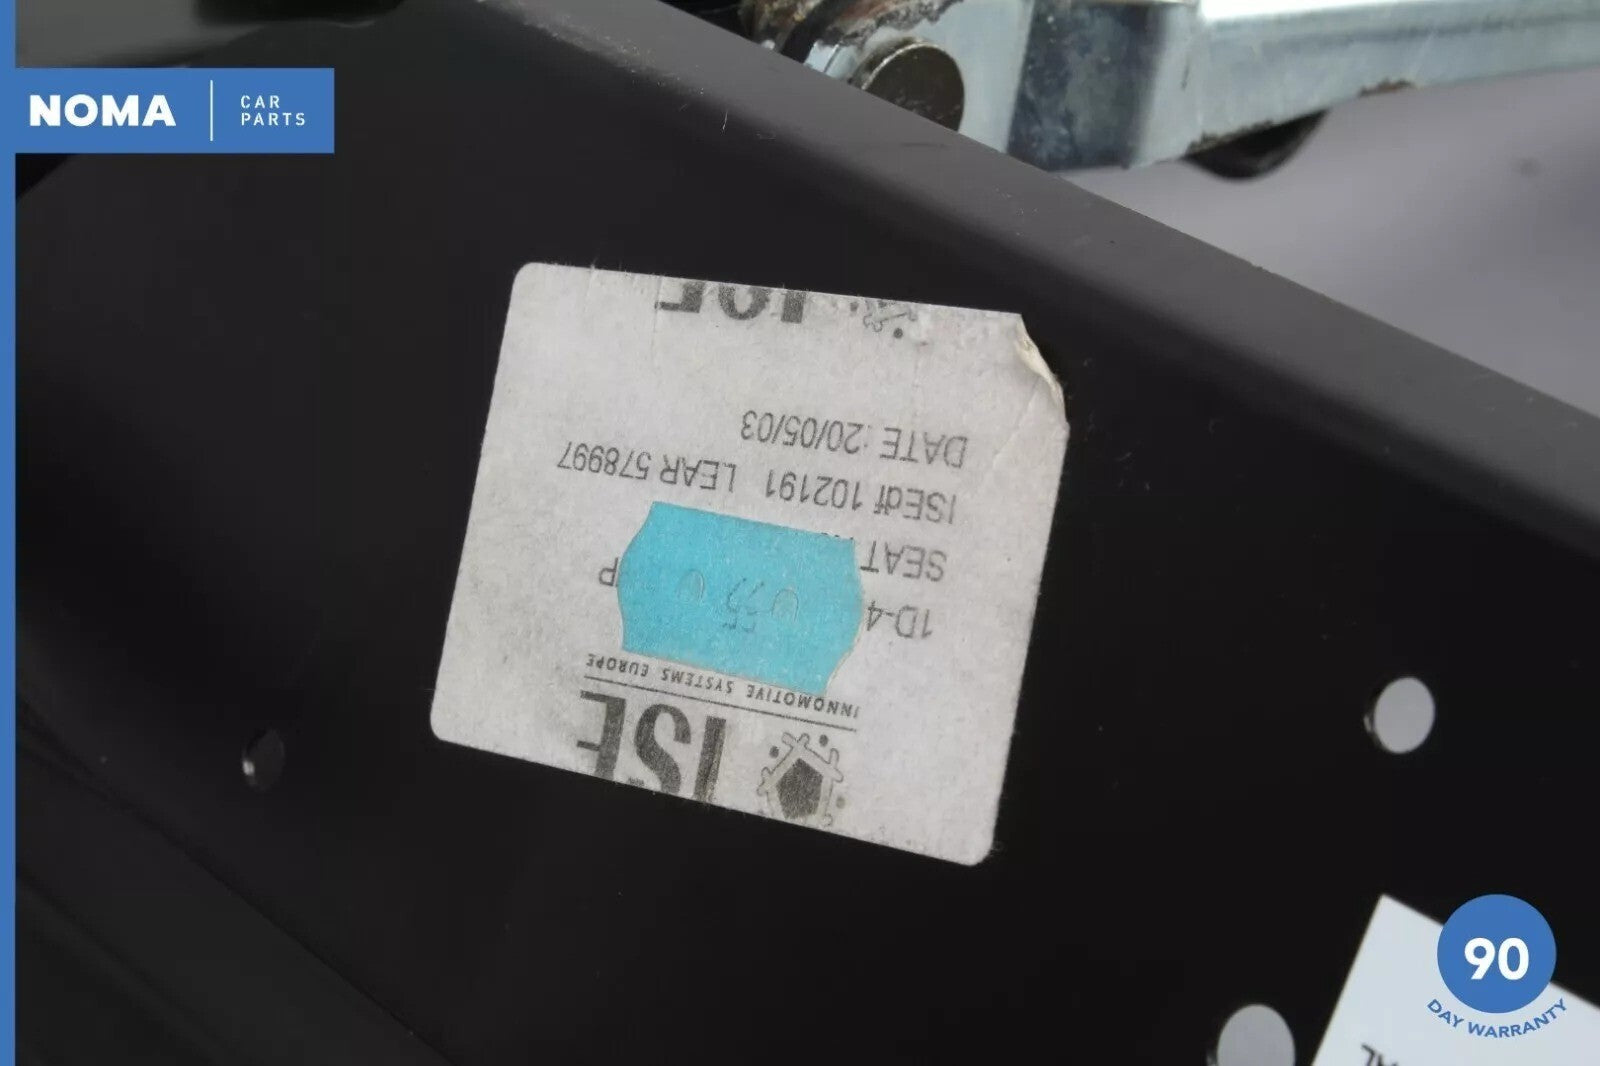 NOMA
CAR
PARTS
ISE
INNOMOTIVE SYSTEMS EUROPE
1D-4 P
SEAT
ISEdf 102191 LEAR 578997
DATE :20/05/03
ISE
90
DAY WARRANTY